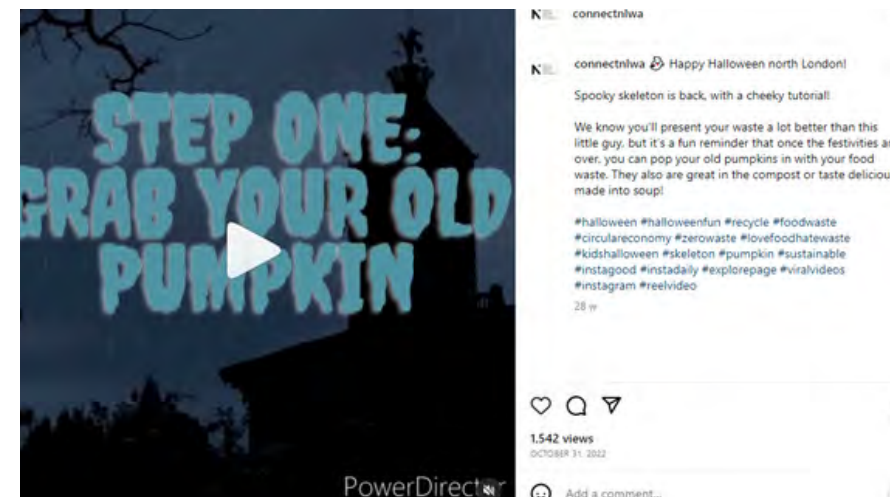 STEP ONE:
GRAB YOUR OLD
PUMPKIN
PowerDirector
connectnlwa
connectnlwa Happy Halloween north London!
Spooky skeleton is back, with a cheeky tutorial!
We know you'll present your waste a lot better than this
little guy, but it's a fun reminder that once the festivities
over, you can pop your old pumpkins in with your food
waste. They also are great in the compost or taste
made into soup!
#halloween #halloweenfun #recycle #foodwaste
#circulareconomy #zerowaste #lovefoodhatewaste
#kidshalloween #skeleton #pumpkin #sustainable
#instagood #instadaily #explorepage #viralvideos
#instagram #reelvideo
28 w
1,542 views
OCTOBER 31, 2022
Add a comment...